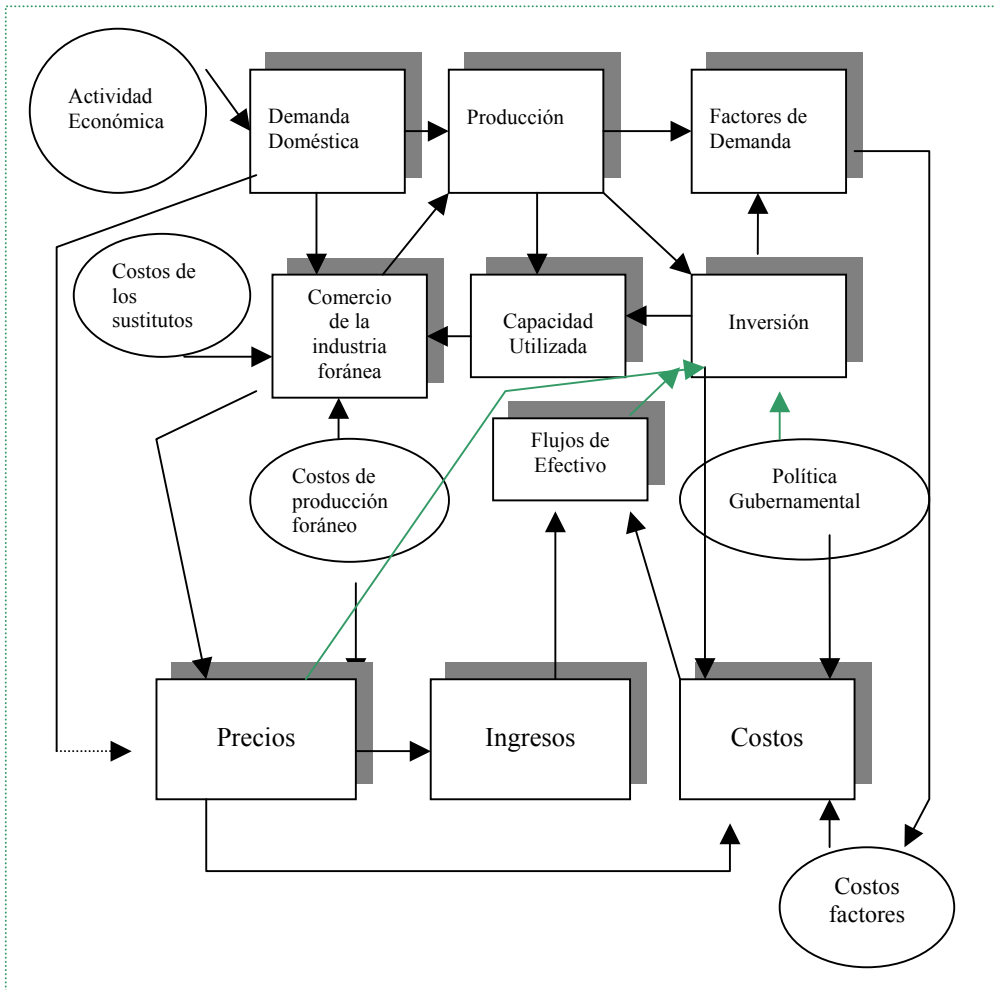 Actividad
Económica
Demanda
Doméstica
Producción
Factores de
Demanda
Costos de
los
sustitutos
Comercio
de la
industria
foránea
Capacidad
Utilizada
Inversión
Flujos de
Efectivo
Costos de
producción
foráneo
Política
Gubernamental
Precios
Ingresos
Costos
Costos
factores